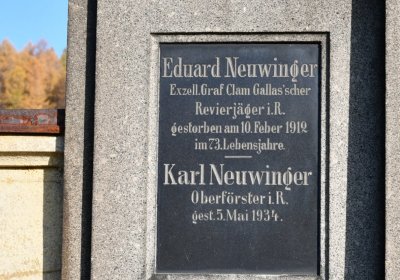 Eduard Neuwinger
Exzell. Graf Clam Gallas'scher
Revierjäger i.R.
gestorben am 10. Feber 1912
im 73. Lebensjahre.
Karl Neuwinger
Oberförster i.R.
gest. 5. Mai 1934.